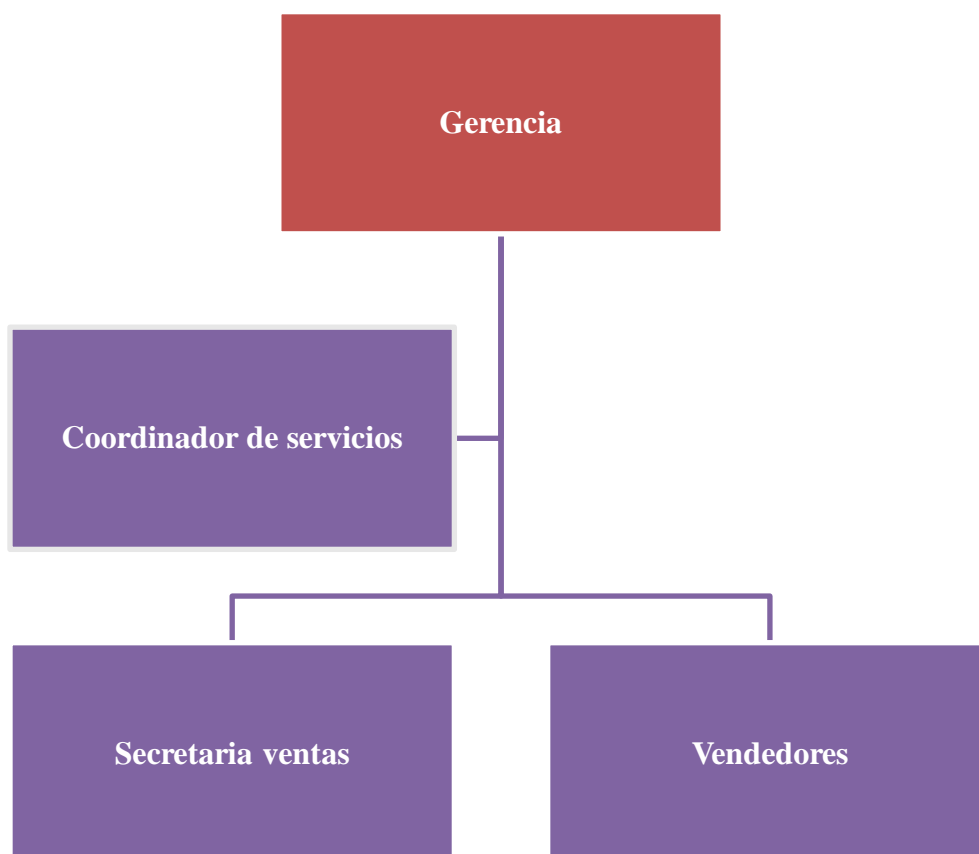 Gerencia
Coordinador de servicios
Secretaria ventas
Vendedores